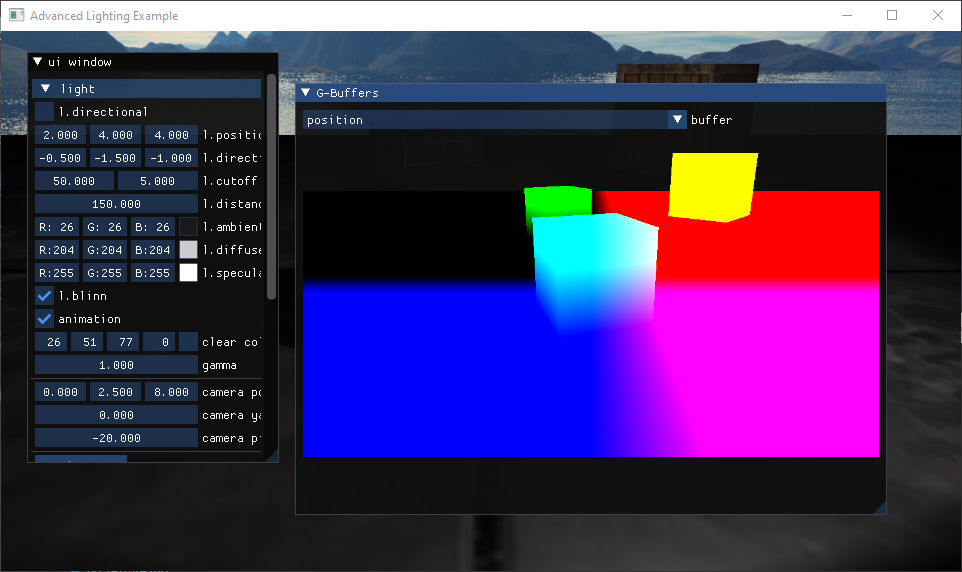 Advanced Lighting Example
ui window
light
l.directional
2.000 4.000 4.000 l.positio
-0.500 -1.500 -1.000 l.directi
50.000 5.000 l.cutoff
150.000 l.distanc
R: 26 G: 26 B: 26 l.ambient
R:204 G:204 B:204 l.diffuse
R:255 G:255 B:255 l.specula
l.blinn
animation
26 51 77 0 clear col
1.000 gamma
0.000 2.500 8.000 camera po
0.000 camera ya
-20.000 camera pi
G-Buffers
position buffer